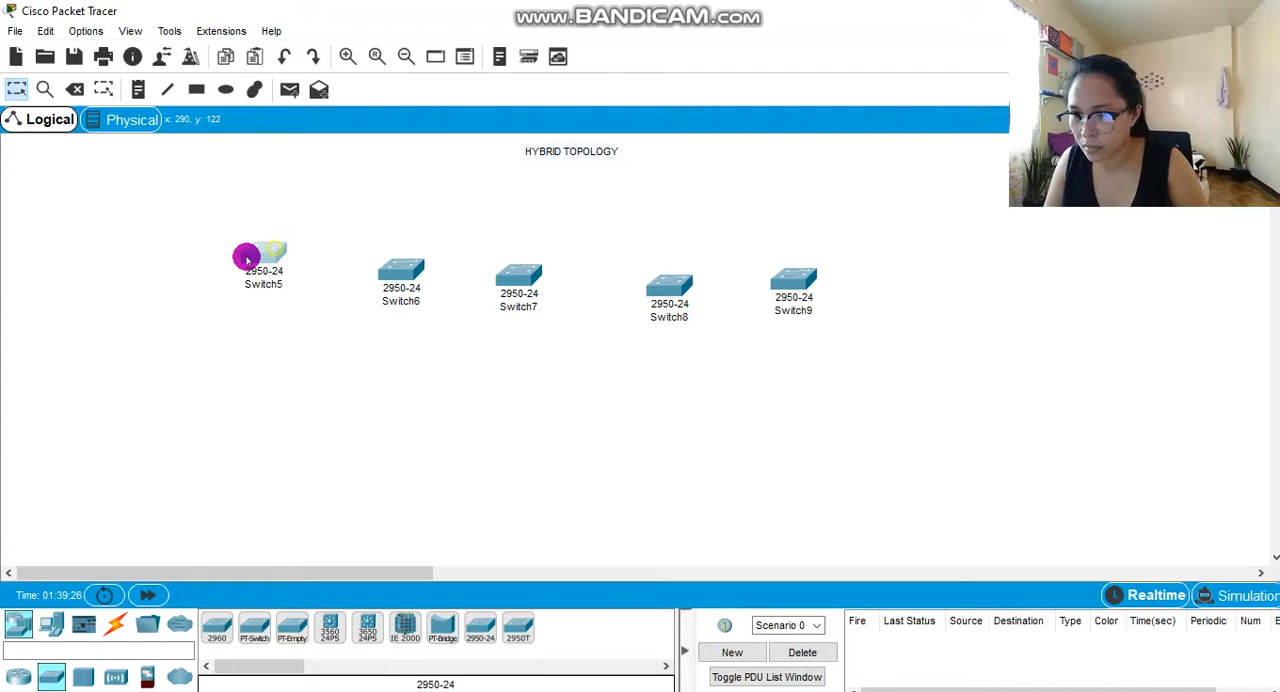 Cisco Packet Tracer
www.BANDICAM.com
File Edit Options View Tools Extensions Help
Logical Physical x: 290, y: 122
HYBRID TOPOLOGY
2950-24
Switch5
2950-24
Switch6
2950-24
Switch7
2950-24
Switch8
2950-24
Switch9
Time: 01:39:26
Realtime Simulation
2960 PT-Switch PT-Empty 3560 24PS 3650 24PS IE 2000 PT-Bridge 2950-24 2950T
Scenario 0
Fire Last Status Source Destination Type Color Time(sec) Periodic Num E
New Delete
Toggle PDU List Window
2950-24